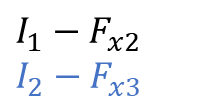 I₁ − Fₓ₂
I₂ − Fₓ₃